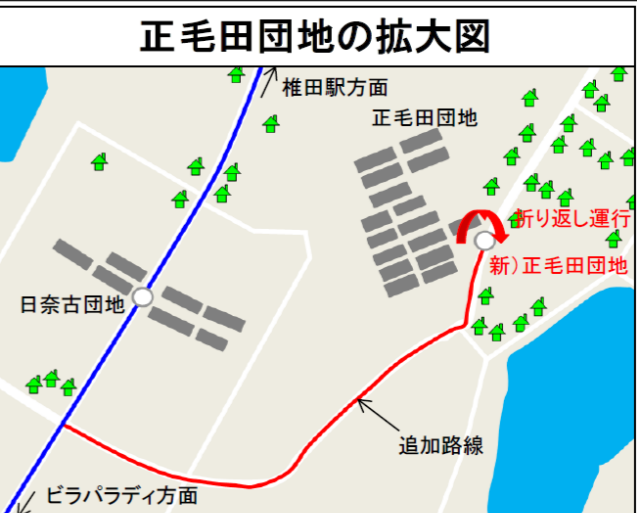 正毛田団地の拡大図
椎田駅方面
正毛田団地
折り返し運行
新）正毛田団地
日奈古団地
追加路線
ビラパラディ方面